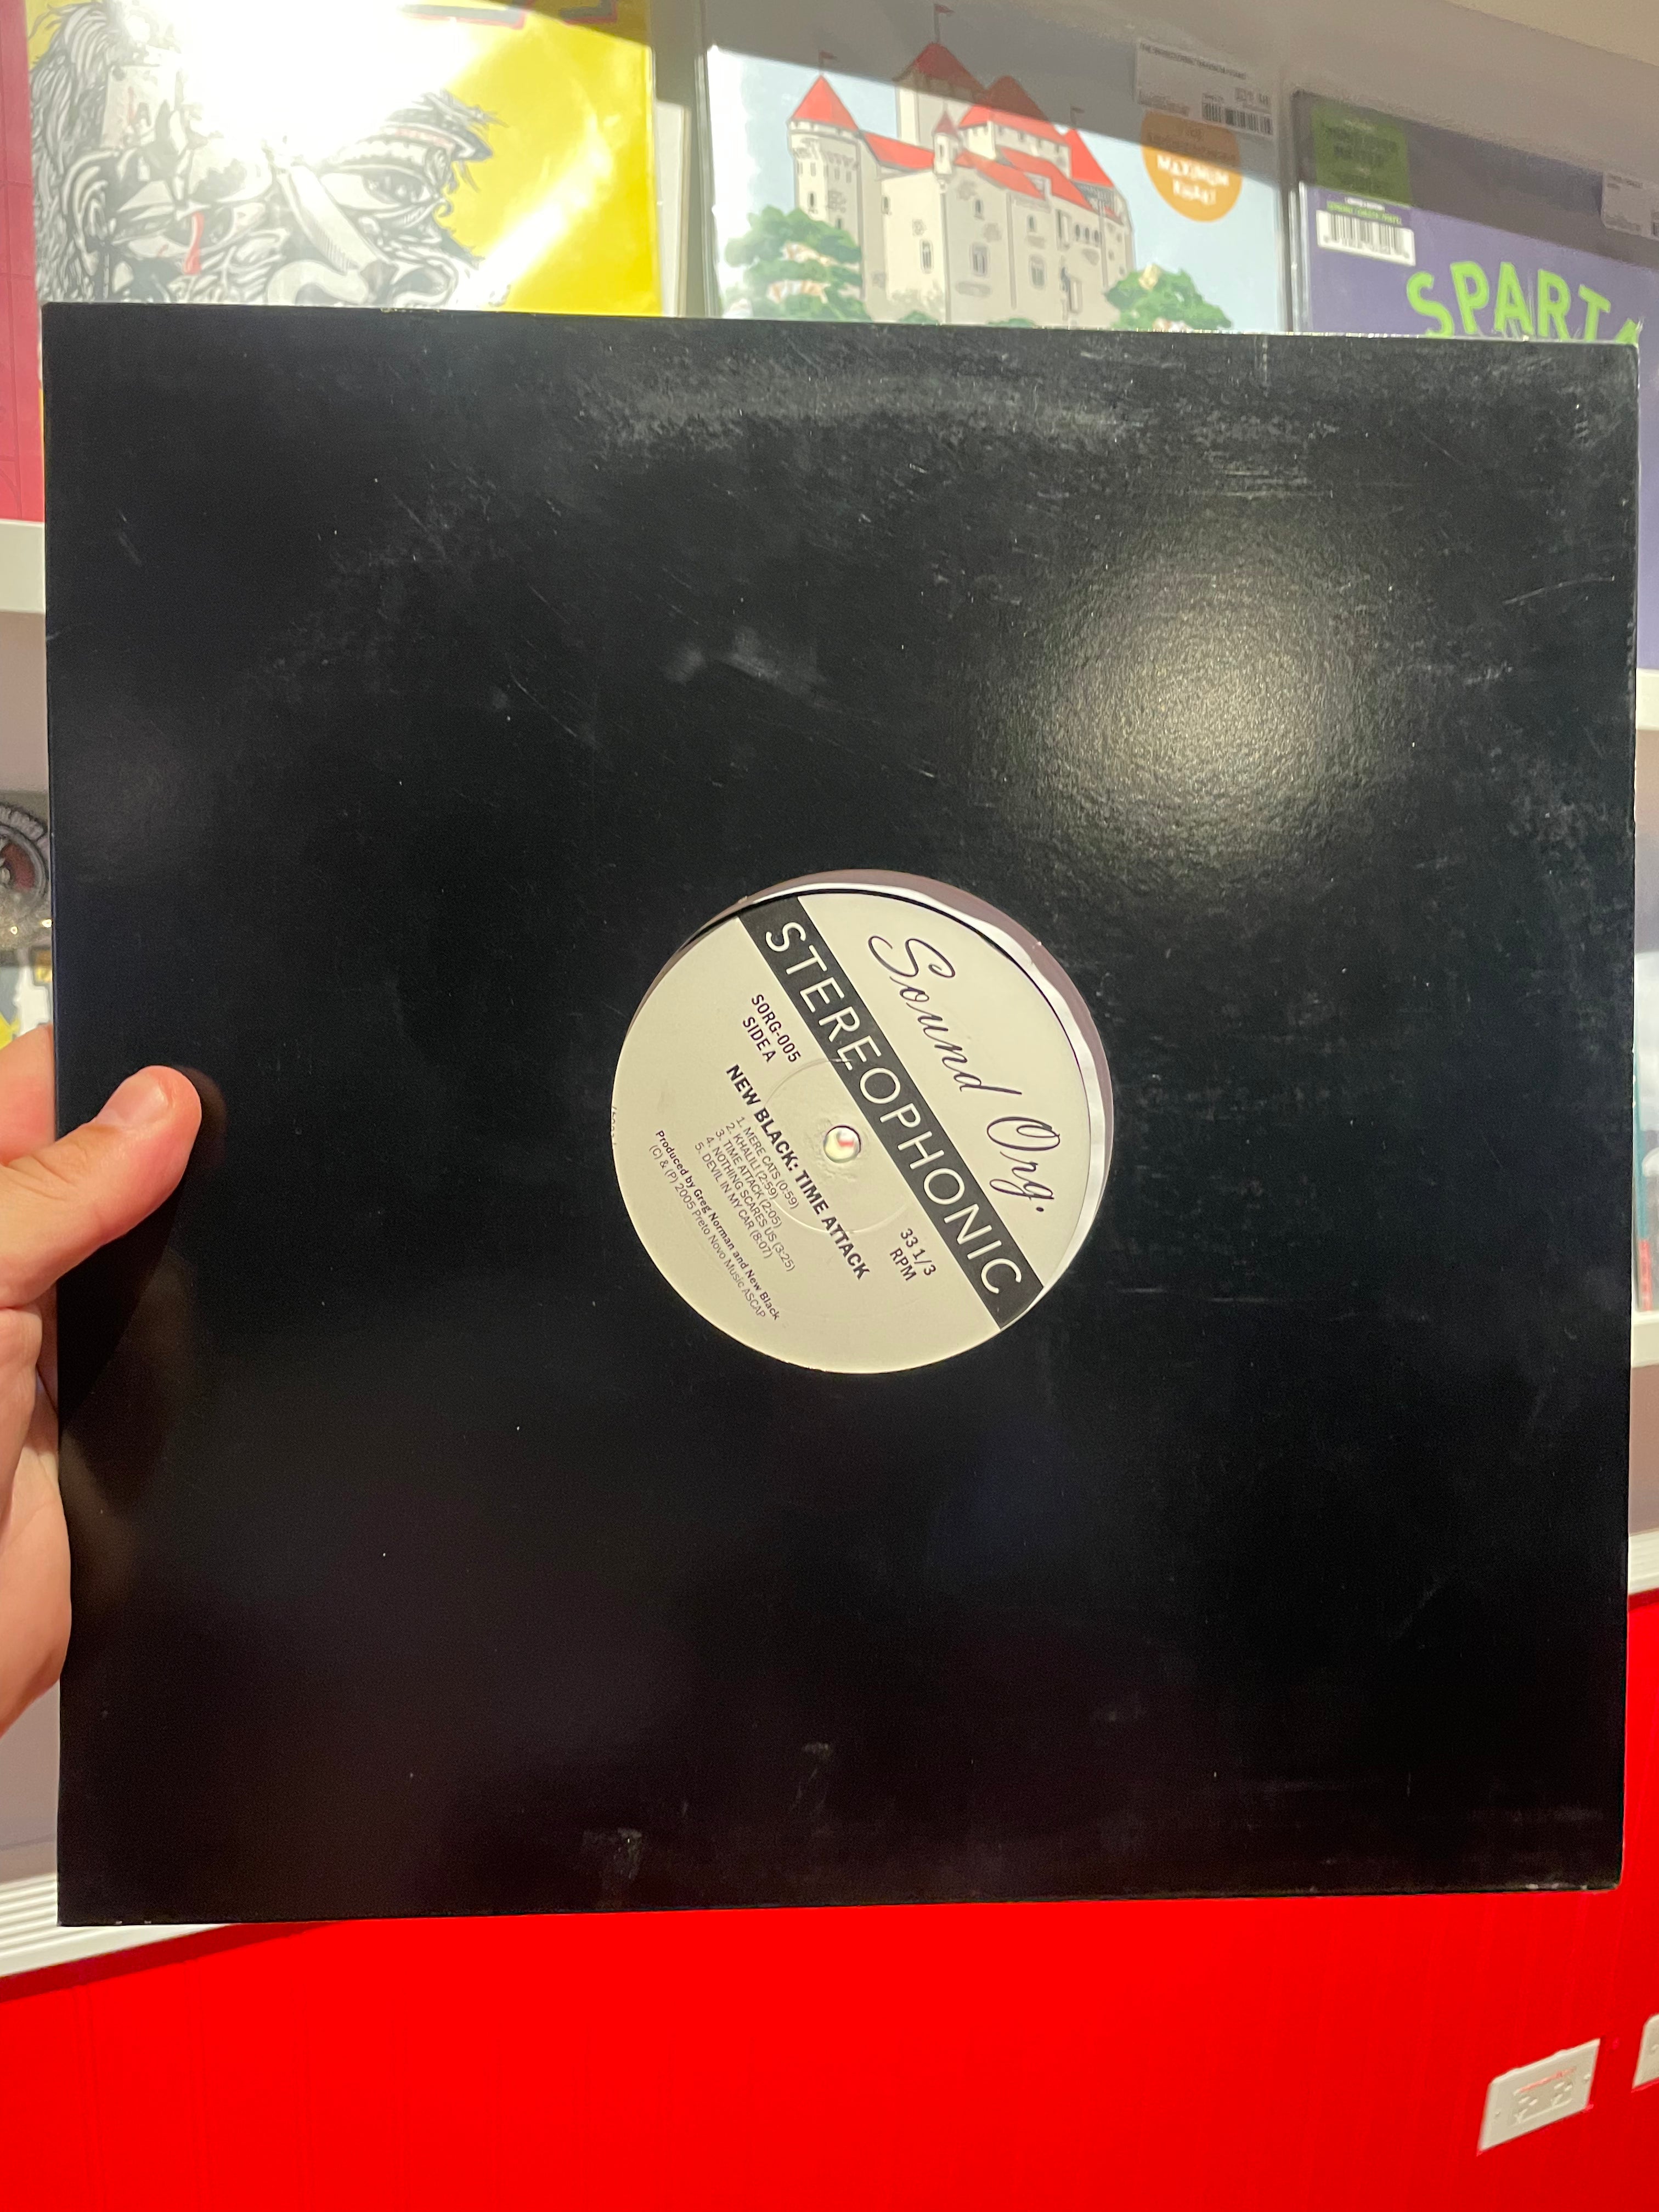 SPART
Sound Org.
STEREOPHONIC
SORG-005
SIDE A
33 1/3
RPM
NEW BLACK: TIME ATTACK
1. MERE CATS (0:59)
2. KHALILI (2:59)
3. TIME ATTACK (2:05)
4. NOTHING SCARES US (3:25)
5. DEVIL IN MY CAR (8:07)
Produced by Greg Norman and New Black
(C) & (P) 2005 Preto Novo Music ASCAP